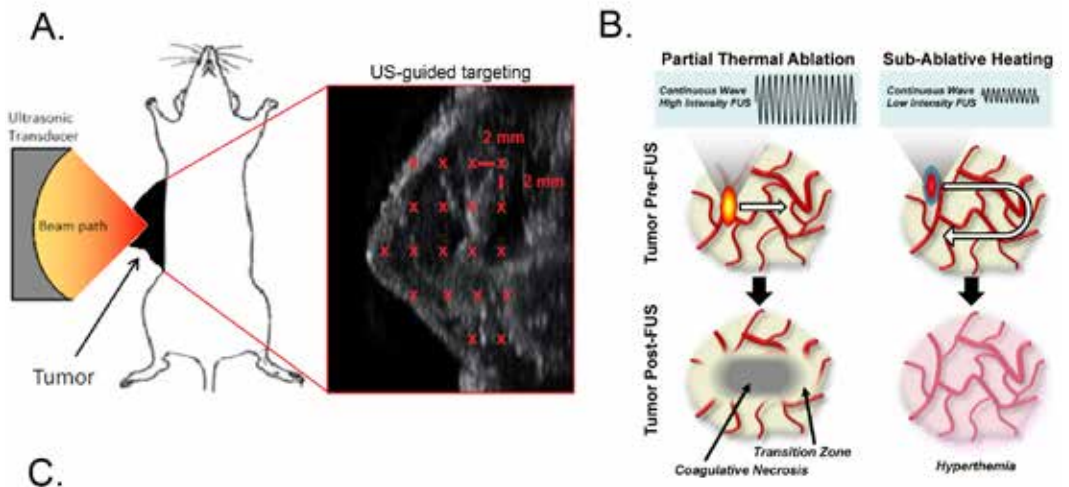 A.
US-guided targeting
Ultrasonic
Transducer
Beam path
Tumor
x x x x
2 mm
2 mm
x x x x
x x x x x
x x x x
x x
B.
Partial Thermal Ablation
Continuous Wave
High Intensity FUS
Sub-Ablative Heating
Continuous Wave
Low Intensity FUS
Tumor Pre-FUS
Tumor Post-FUS
Transition Zone
Coagulative Necrosis
Hyperthemia
C.